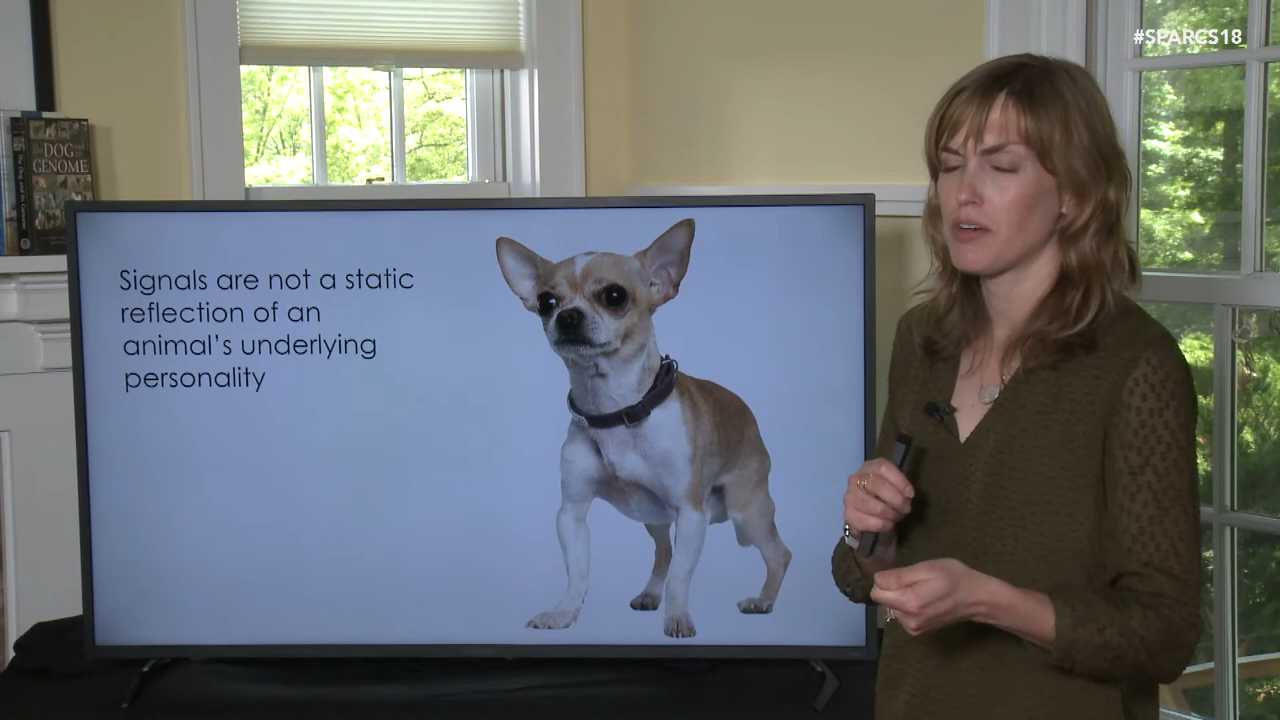 #SPARCS18
DOG
GENOME
Signals are not a static
reflection of an
animal's underlying
personality